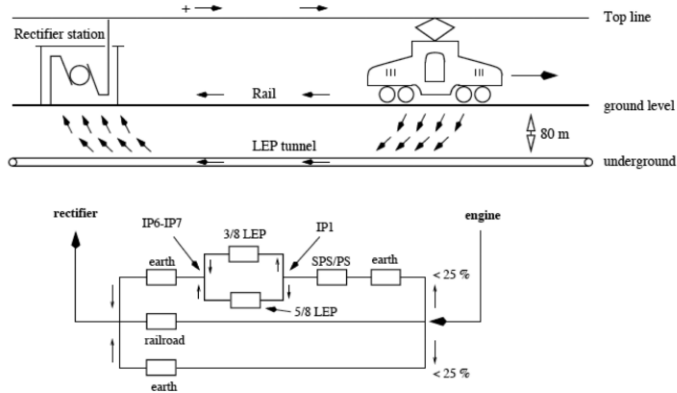 +
Top line
Rectifier station
Rail
ground level
80 m
LEP tunnel
underground
rectifier
engine
IP6-IP7
3/8 LEP
IP1
earth
SPS/PS
earth
< 25 %
5/8 LEP
railroad
< 25 %
earth